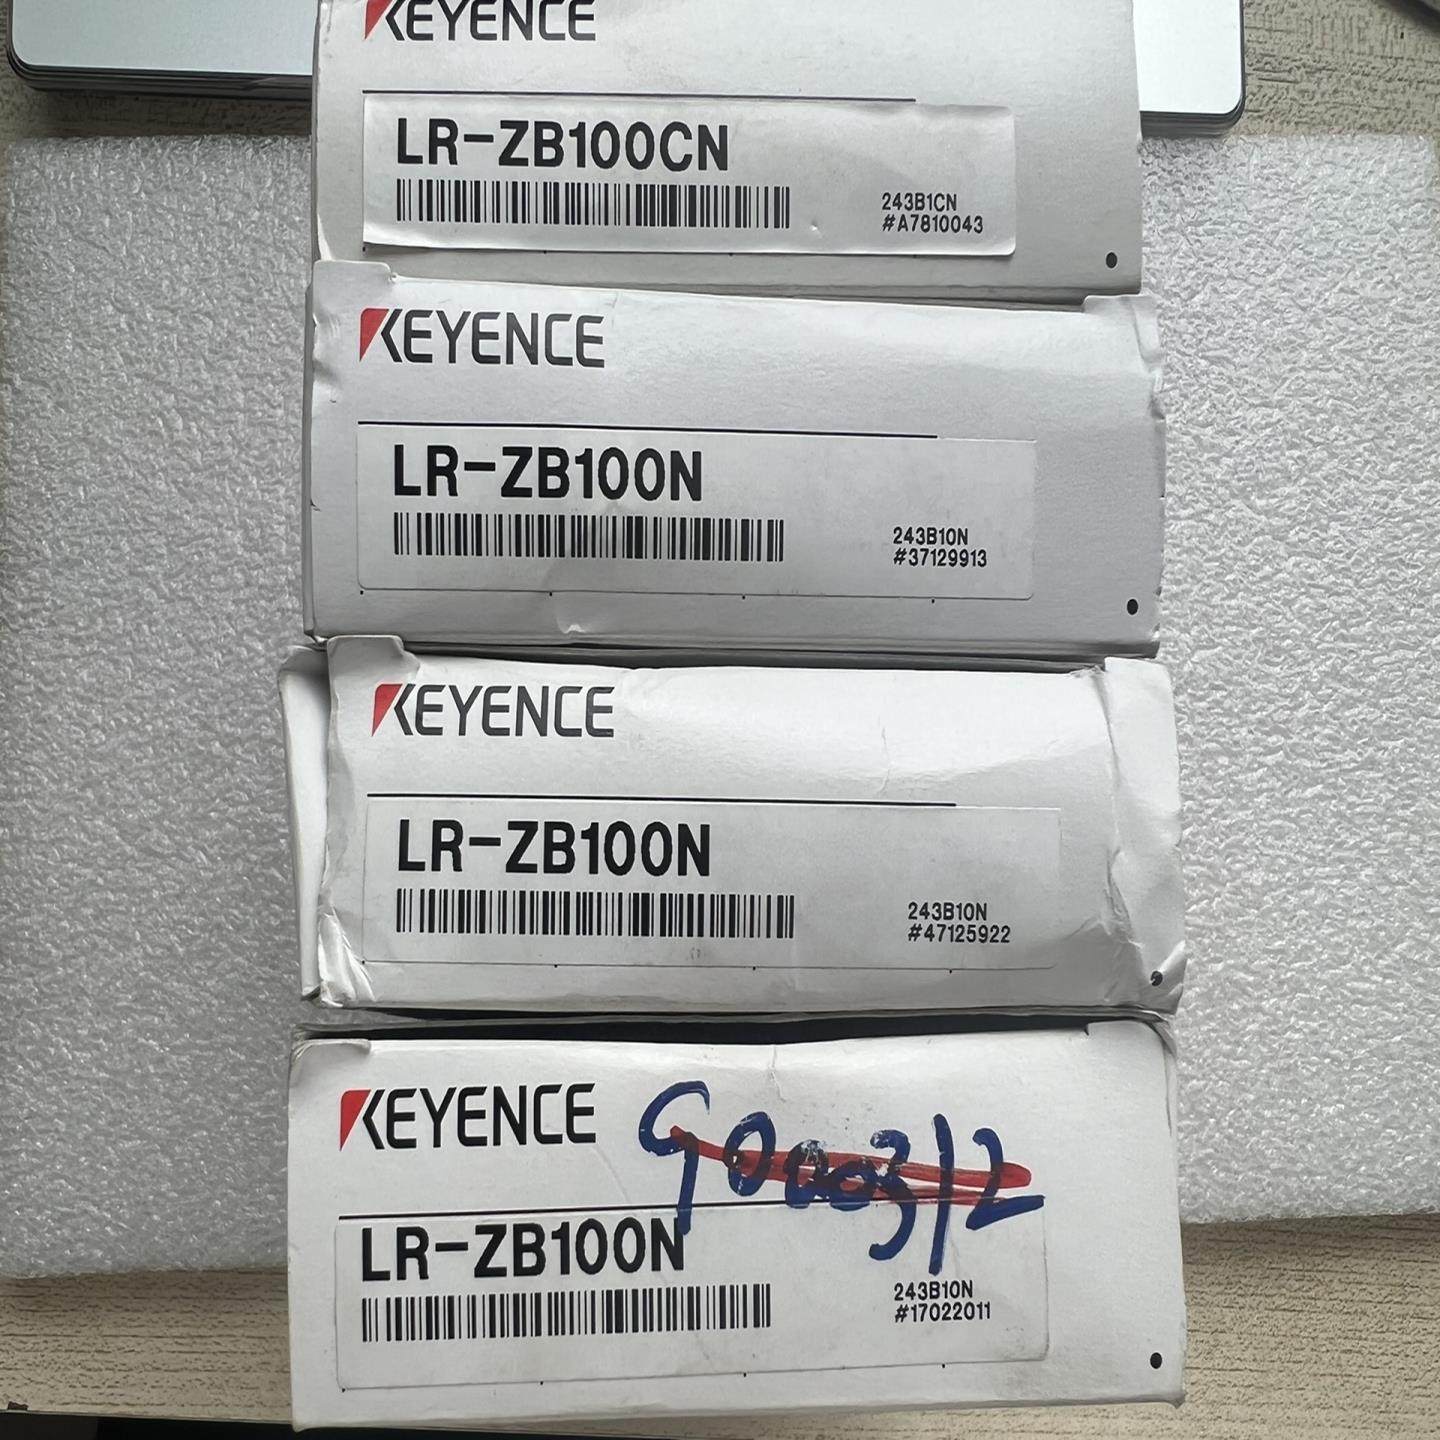 KEYENCE
LR-ZB100CN
243B1CN
#A7810043
KEYENCE
LR-ZB100N
243B10N
#37129913
KEYENCE
LR-ZB100N
243B10N
#47125922
KEYENCE
9000312
LR-ZB100N
243B10N
#17022011